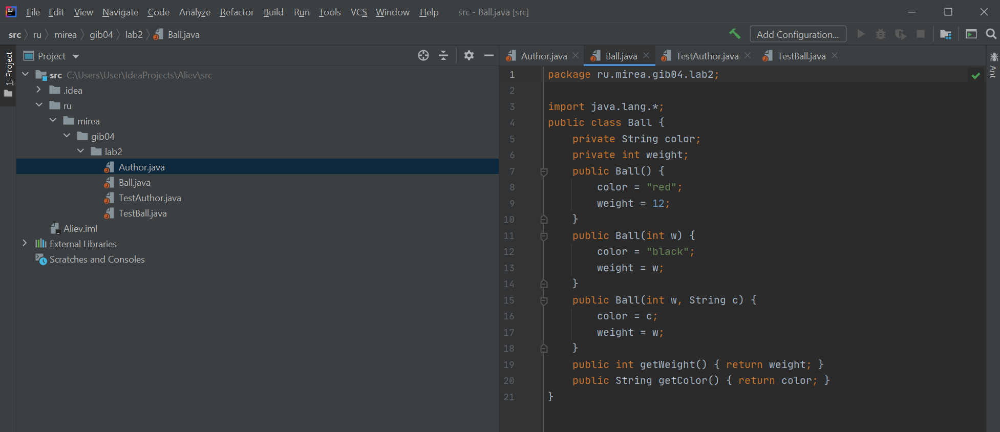 File Edit View Navigate Code Analyze Refactor Build Run Tools VCS Window Help src - Ball.java [src]
src ru mirea gib04 lab2 Ball.java Add Configuration...
1: Project
Project
src C:\Users\User\IdeaProjects\Aliev\src
.idea
ru
mirea
gib04
lab2
Author.java
Ball.java
TestAuthor.java
TestBall.java
Aliev.iml
External Libraries
Scratches and Consoles
Author.java Ball.java TestAuthor.java TestBall.java
1 package ru.mirea.gib04.lab2;
2
3 import java.lang.*;
4 public class Ball {
5 private String color;
6 private int weight;
7 public Ball() {
8 color = "red";
9 weight = 12;
10 }
11 public Ball(int w) {
12 color = "black";
13 weight = w;
14 }
15 public Ball(int w, String c) {
16 color = c;
17 weight = w;
18 }
19 public int getWeight() { return weight; }
20 public String getColor() { return color; }
21 }
Ant